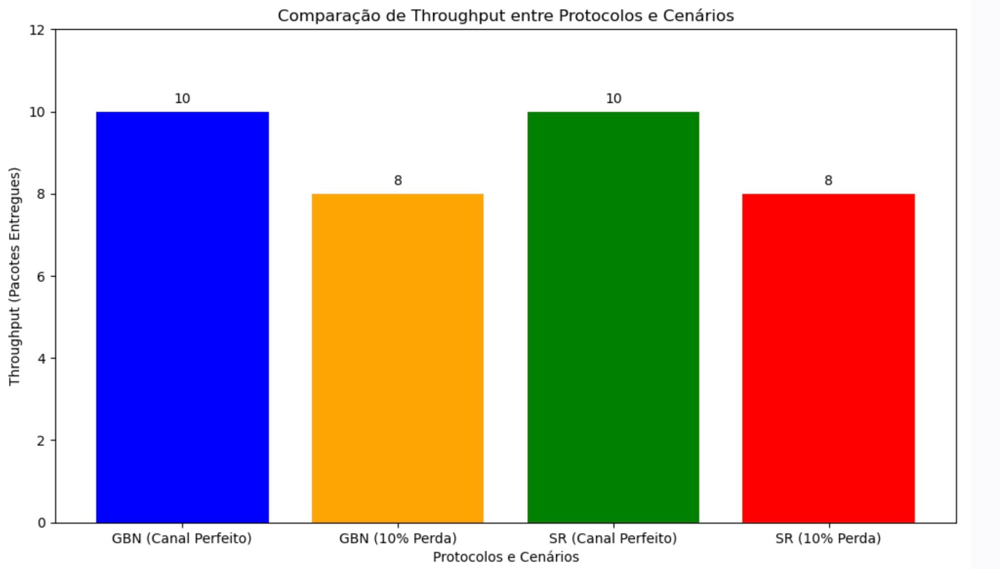 Comparação de Throughput entre Protocolos e Cenários
Throughput (Pacotes Entregues)
12
10
8
6
4
2
0
10
8
10
8
GBN (Canal Perfeito)
GBN (10% Perda)
SR (Canal Perfeito)
SR (10% Perda)
Protocolos e Cenários